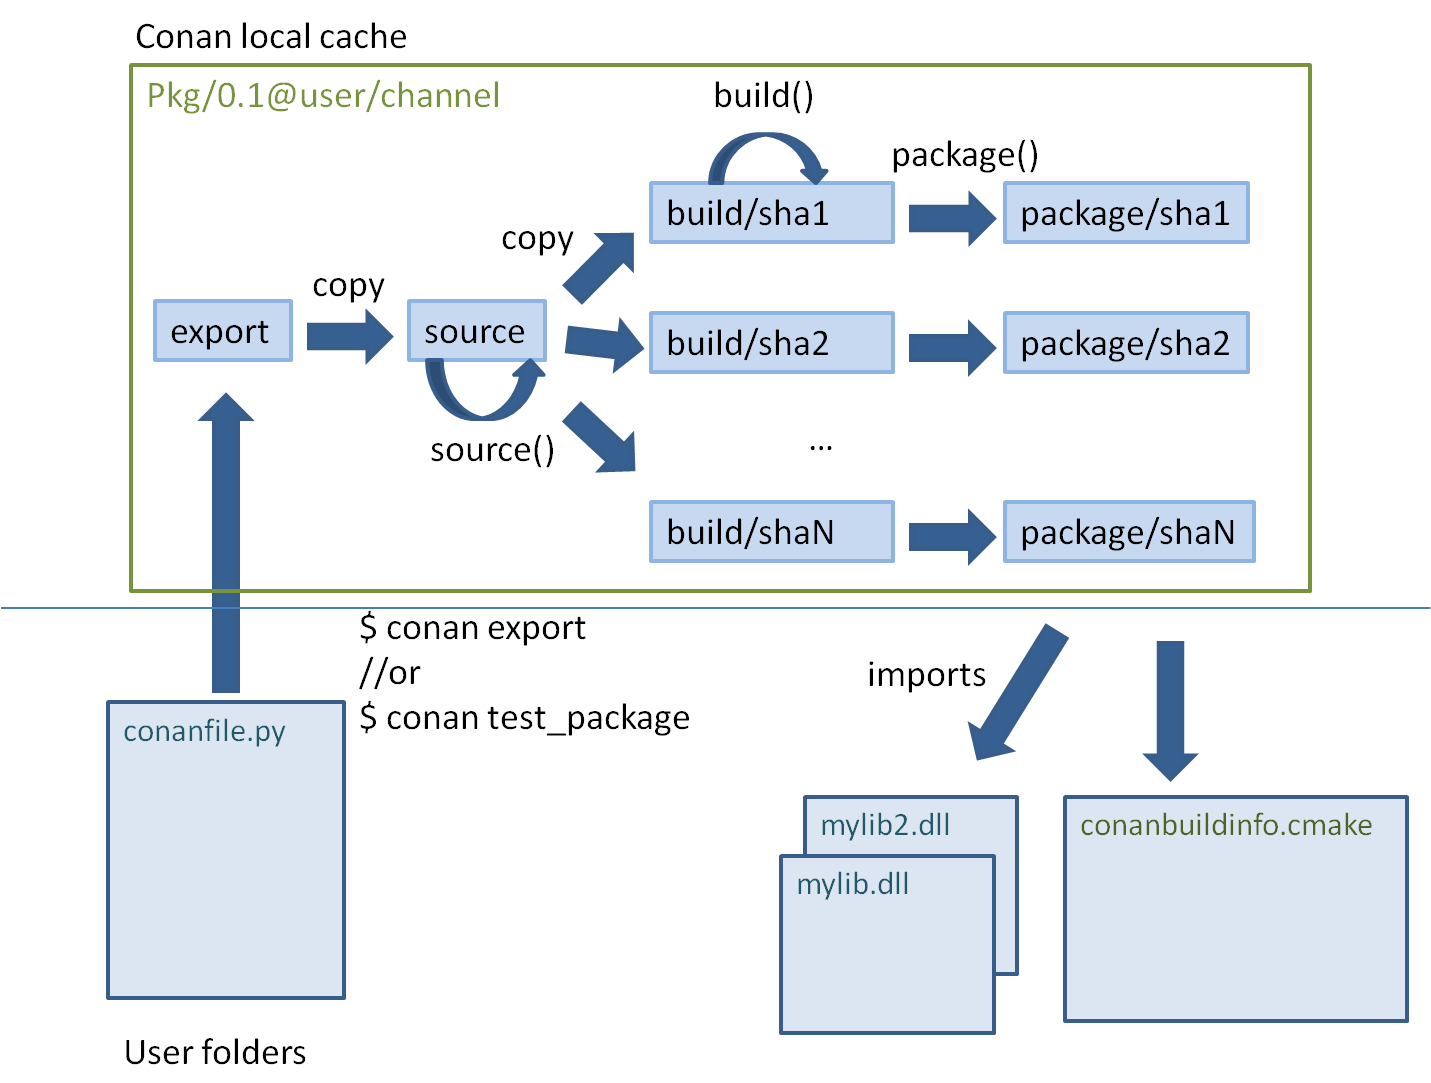 Conan local cache
Pkg/0.1@user/channel
build()
package()
build/sha1
package/sha1
copy
copy
export
source
build/sha2
package/sha2
source()
...
build/shaN
package/shaN
$ conan export
//or
$ conan test_package
imports
conanfile.py
mylib2.dll
conanbuildinfo.cmake
mylib.dll
User folders